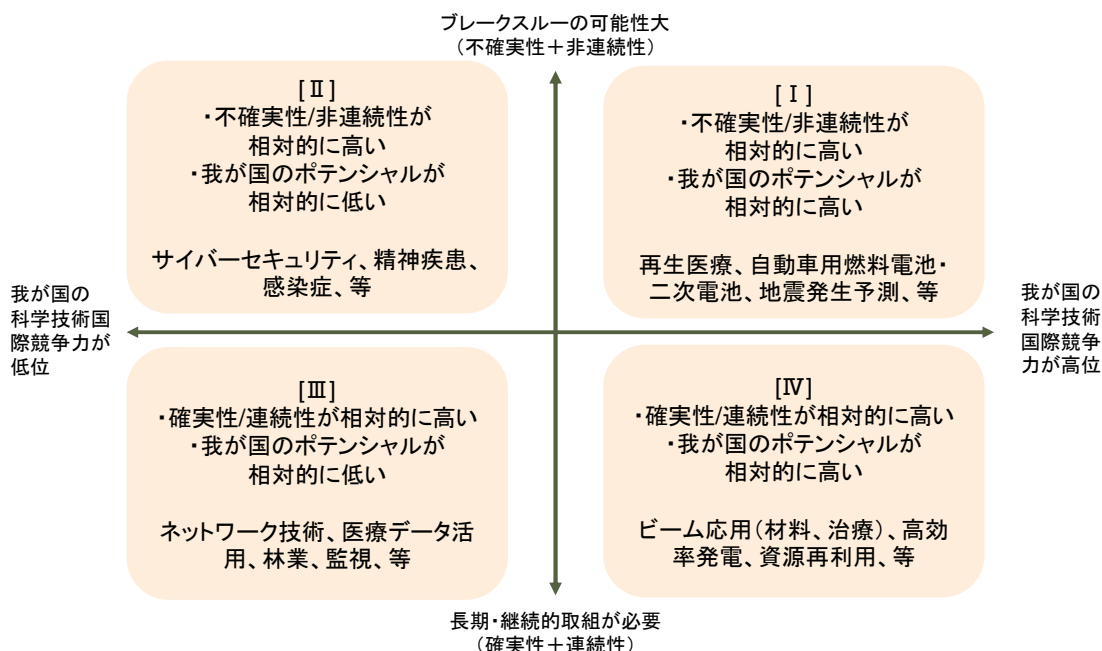 ブレークスルーの可能性大
（不確実性＋非連続性）
［Ⅱ］
・不確実性/非連続性が
相対的に高い
・我が国のポテンシャルが
相対的に低い
サイバーセキュリティ、精神疾患、
感染症、等
［Ⅰ］
・不確実性/非連続性が
相対的に高い
・我が国のポテンシャルが
相対的に高い
再生医療、自動車用燃料電池・
二次電池、地震発生予測、等
我が国の
科学技術国
際競争力が
低位
我が国の
科学技術
国際競争
力が高位
［Ⅲ］
・確実性/連続性が相対的に高い
・我が国のポテンシャルが
相対的に低い
ネットワーク技術、医療データ活
用、林業、監視、等
［Ⅳ］
・確実性/連続性が相対的に高い
・我が国のポテンシャルが
相対的に高い
ビーム応用（材料、治療）、高効
率発電、資源再利用、等
長期・継続的取組が必要
（確実性＋連続性）